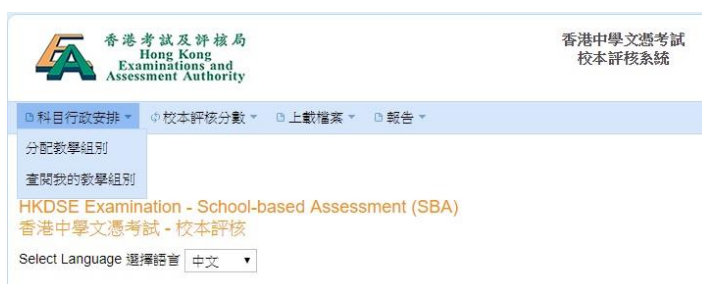 香港考試及評核局
Hong Kong
Examinations and
Assessment Authority
香港中學文憑考試
校本評核系統
科目行政安排 校本評核分數 上載檔案 報告
分配教學組別
查閱我的教學組別
HKDSE Examination - School-based Assessment (SBA)
香港中學文憑考試 - 校本評核
Select Language 選擇語言 中文